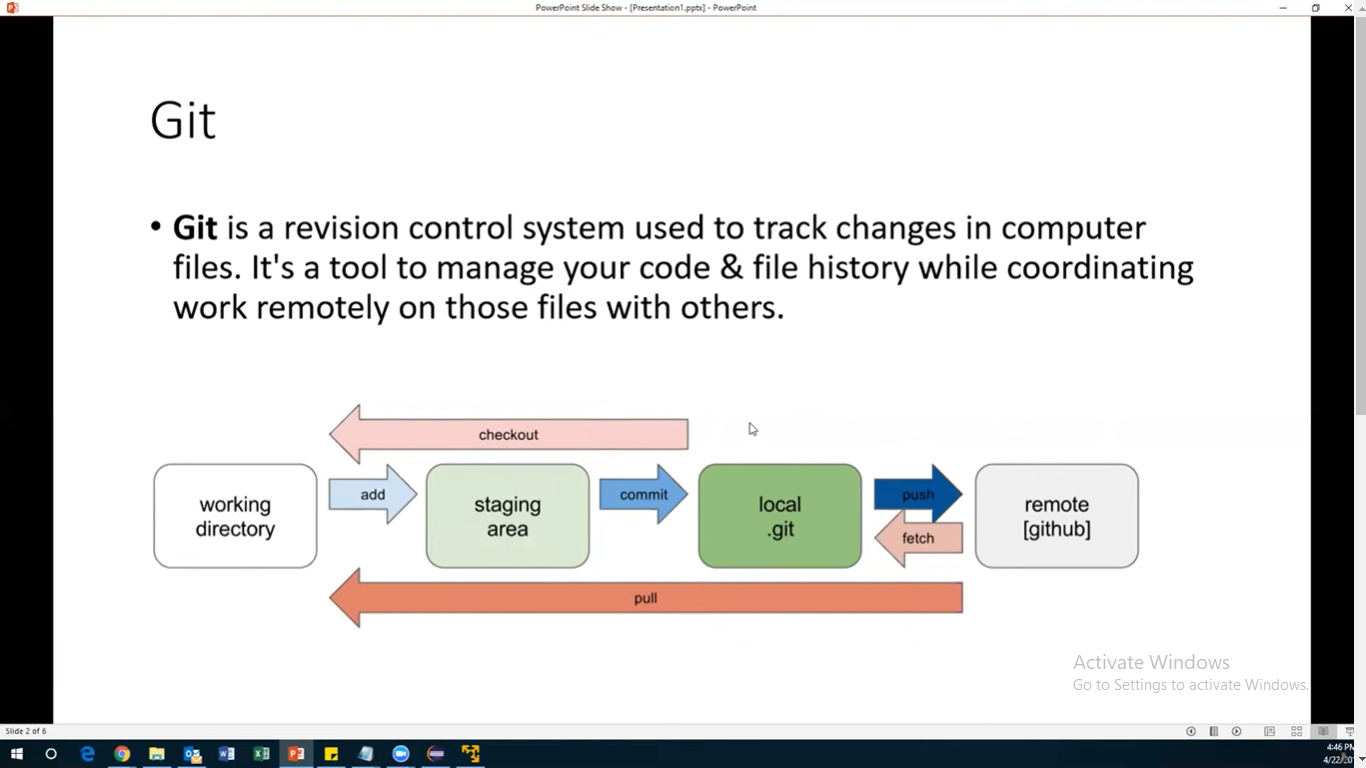 PowerPoint Slide Show - [Presentation1.pptx] - PowerPoint
Git
• Git is a revision control system used to track changes in computer
files. It's a tool to manage your code & file history while coordinating
work remotely on those files with others.
checkout
working
directory
add
staging
area
commit
local
.git
push
fetch
remote
[github]
pull
Activate Windows
Go to Settings to activate Windows.
Slide 2 of 6
4:46 PM